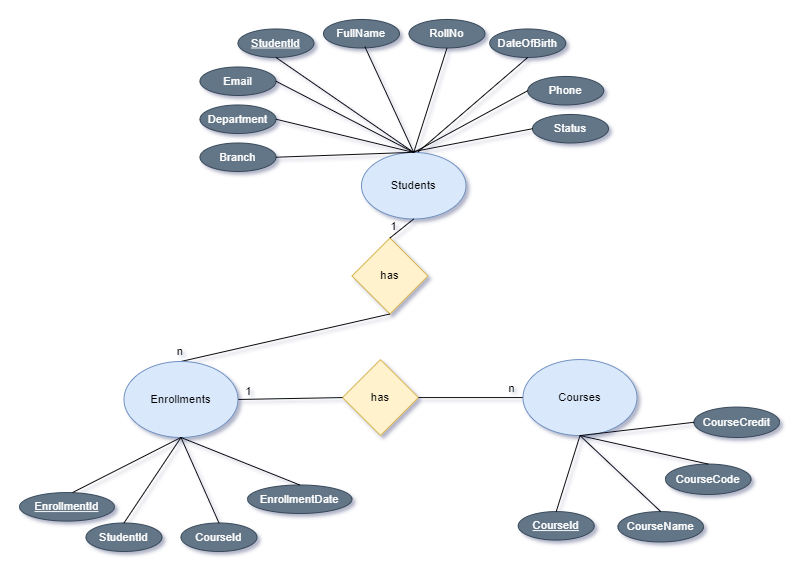 FullName
RollNo
StudentId
DateOfBirth
Email
Phone
Department
Status
Branch
Students
1
has
n
Enrollments
1
has
n
Courses
CourseCredit
CourseCode
EnrollmentId
EnrollmentDate
StudentId
CourseId
CourseId
CourseName